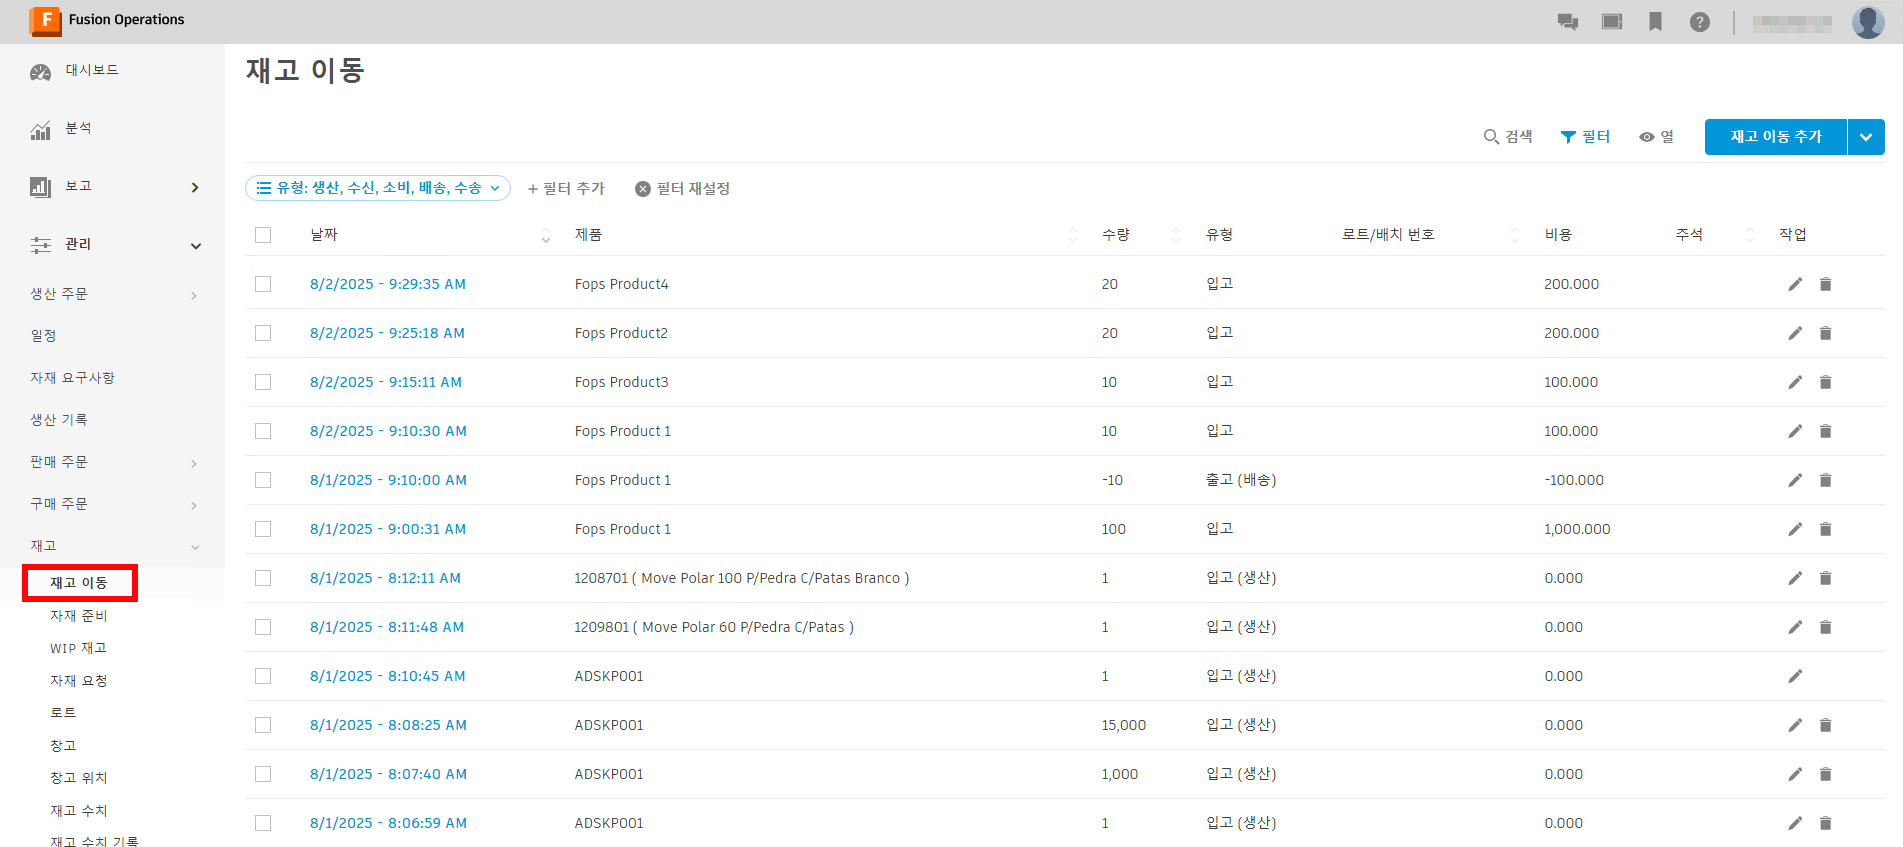 F Fusion Operations
대시보드
분석
보고
관리
생산 주문
일정
자재 요구사항
생산 기록
판매 주문
구매 주문
재고
재고 이동
자재 준비
WIP 재고
자재 요청
로트
창고
창고 위치
재고 수치
재고 수치 기록
재고 이동
검색 필터 열 재고 이동 추가
유형: 생산, 수신, 소비, 배송, 수송 + 필터 추가 필터 재설정
날짜 제품 수량 유형 로트/배치 번호 비용 주석 작업
8/2/2025 - 9:29:35 AM Fops Product4 20 입고 200.000
8/2/2025 - 9:25:18 AM Fops Product2 20 입고 200.000
8/2/2025 - 9:15:11 AM Fops Product3 10 입고 100.000
8/2/2025 - 9:10:30 AM Fops Product 1 10 입고 100.000
8/1/2025 - 9:10:00 AM Fops Product 1 -10 출고 (배송) -100.000
8/1/2025 - 9:00:31 AM Fops Product 1 100 입고 1,000.000
8/1/2025 - 8:12:11 AM 1208701 ( Move Polar 100 P/Pedra C/Patas Branco ) 1 입고 (생산) 0.000
8/1/2025 - 8:11:48 AM 1209801 ( Move Polar 60 P/Pedra C/Patas ) 1 입고 (생산) 0.000
8/1/2025 - 8:10:45 AM ADSKP001 1 입고 (생산) 0.000
8/1/2025 - 8:08:25 AM ADSKP001 15,000 입고 (생산) 0.000
8/1/2025 - 8:07:40 AM ADSKP001 1,000 입고 (생산) 0.000
8/1/2025 - 8:06:59 AM ADSKP001 1 입고 (생산) 0.000